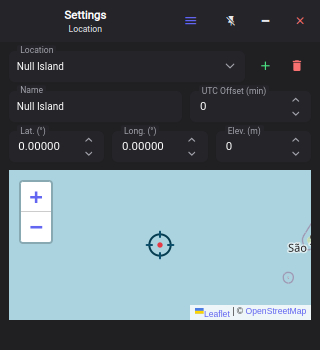 Settings
Location
Location
Null Island
Name
Null Island
UTC Offset (min)
0
Lat. (°)
0.00000
Long. (°)
0.00000
Elev. (m)
0
+
−
São
Leaflet | © OpenStreetMap